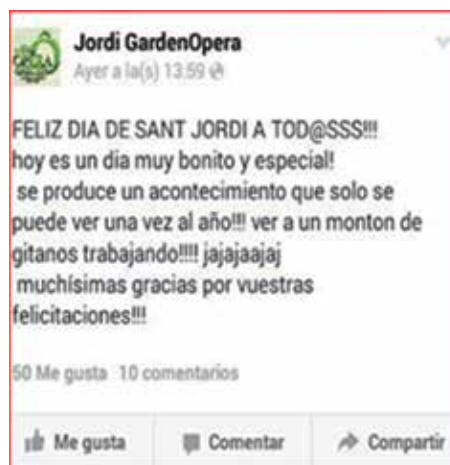 Jordi GardenOpera
Ayer a la(s) 13:59
FELIZ DIA DE SANT JORDI A TOD@SSS!!!
hoy es un dia muy bonito y especial!
se produce un acontecimiento que solo se
puede ver una vez al año!!! ver a un monton de
gitanos trabajando!!!! jajajaajaj
muchísimas gracias por vuestras
felicitaciones!!!
50 Me gusta 10 comentarios
Me gusta Comentar Compartir